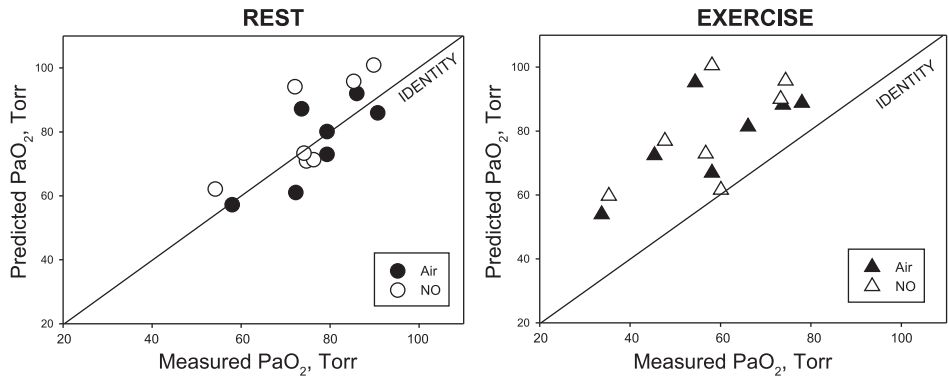 REST
Predicted PaO₂, Torr
100
80
60
40
20
IDENTITY
Air
NO
20 40 60 80 100
Measured PaO₂, Torr
EXERCISE
Predicted PaO₂, Torr
100
80
60
40
20
IDENTITY
Air
NO
20 40 60 80 100
Measured PaO₂, Torr